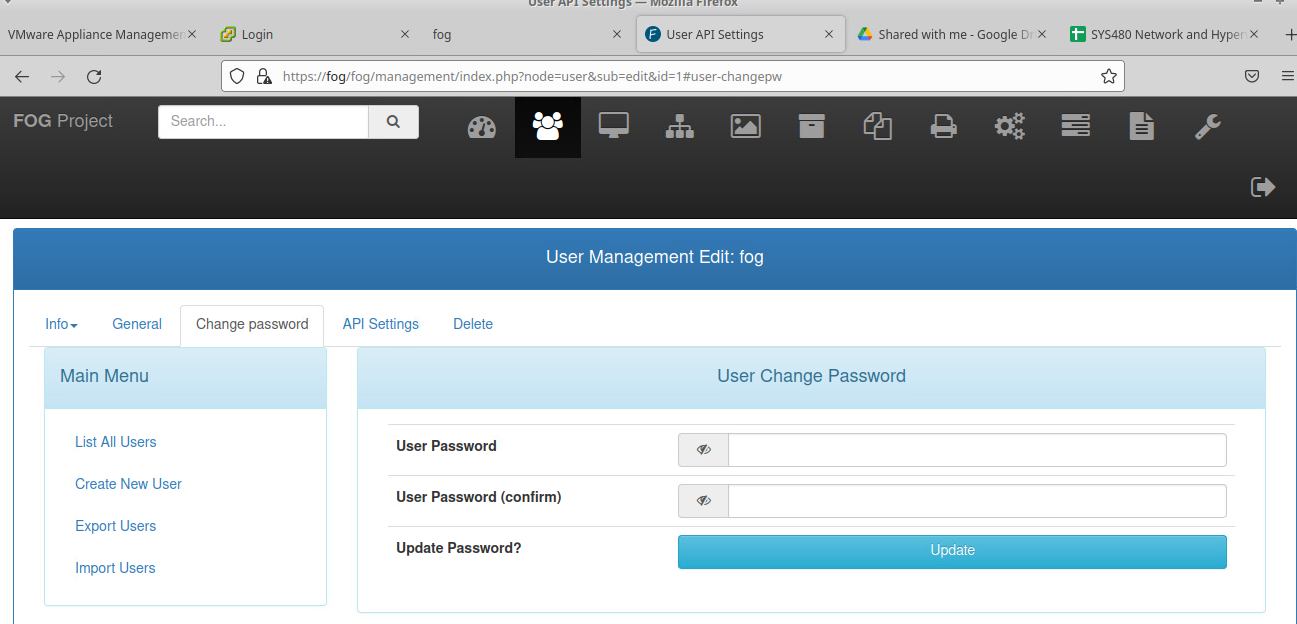 User API Settings — Mozilla Firefox
VMware Appliance Managemen
Login
fog
User API Settings
Shared with me - Google Dr
SYS480 Network and Hyper
https://fog/fog/management/index.php?node=user&sub=edit&id=1#user-changepw
FOG Project
Search...
User Management Edit: fog
Info
General
Change password
API Settings
Delete
Main Menu
List All Users
Create New User
Export Users
Import Users
User Change Password
User Password
User Password (confirm)
Update Password?
Update